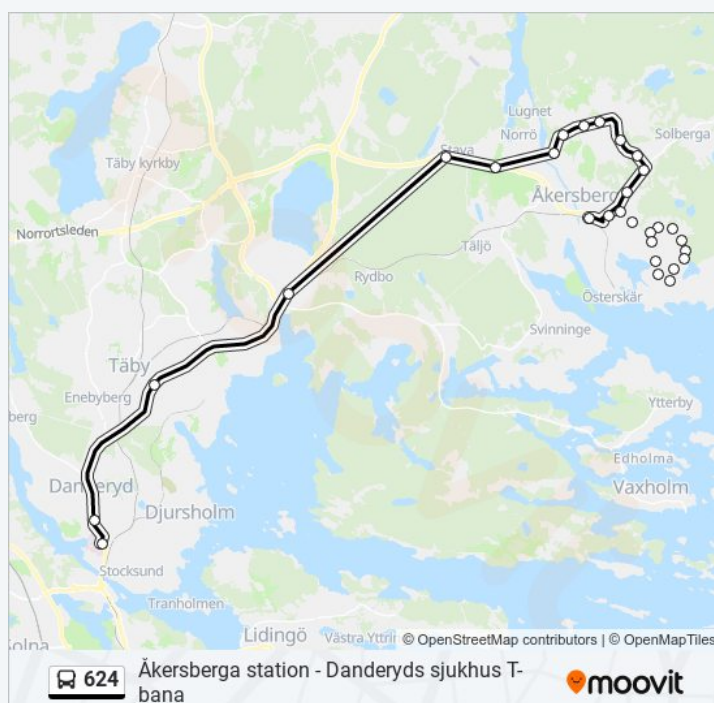 Lugnet
Norrö
Solberga
Täby kyrkby
Stava
Åkersberga
Norrortsleden
Täljö
Rydbo
Österskär
Svinninge
Täby
Enebyberg
berg
Ytterby
Edholma
Vaxholm
Danderyd
Djursholm
Stocksund
Tranholmen
Lidingö
Västra Yttrir
Solna
© OpenStreetMap contributors | © OpenMapTiles
624 Åkersberga station - Danderyds sjukhus T-
bana
moovit